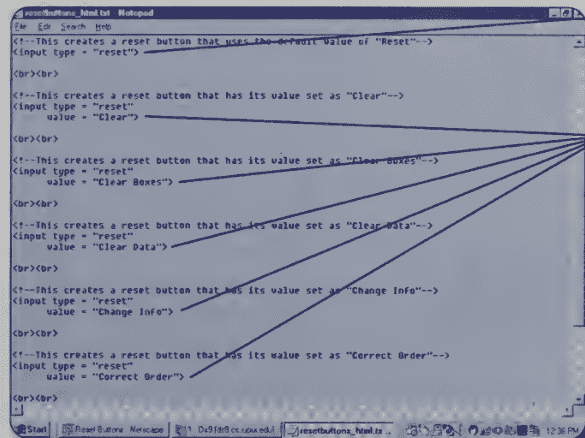 resetbuttons_html.txt - Notepad
File Edit Search Help
<!--This creates a reset button that uses the default value of "Reset"-->
<input type = "reset">
<br><br>
<!--This creates a reset button that has its value set as "Clear"-->
<input type = "reset"
value = "Clear">
<br><br>
<!--This creates a reset button that has its value set as "Clear Boxes"-->
<input type = "reset"
value = "Clear Boxes">
<br><br>
<!--This creates a reset button that has its value set as "Clear Data"-->
<input type = "reset"
value = "Clear Data">
<br><br>
<!--This creates a reset button that has its value set as "Change Info"-->
<input type = "reset"
value = "Change Info">
<br><br>
<!--This creates a reset button that has its value set as "Correct Order"-->
<input type = "reset"
value = "Correct Order">
<br><br>
Start Reset Buttons - Netscape resetbuttons_html.tx... 12:36 PM